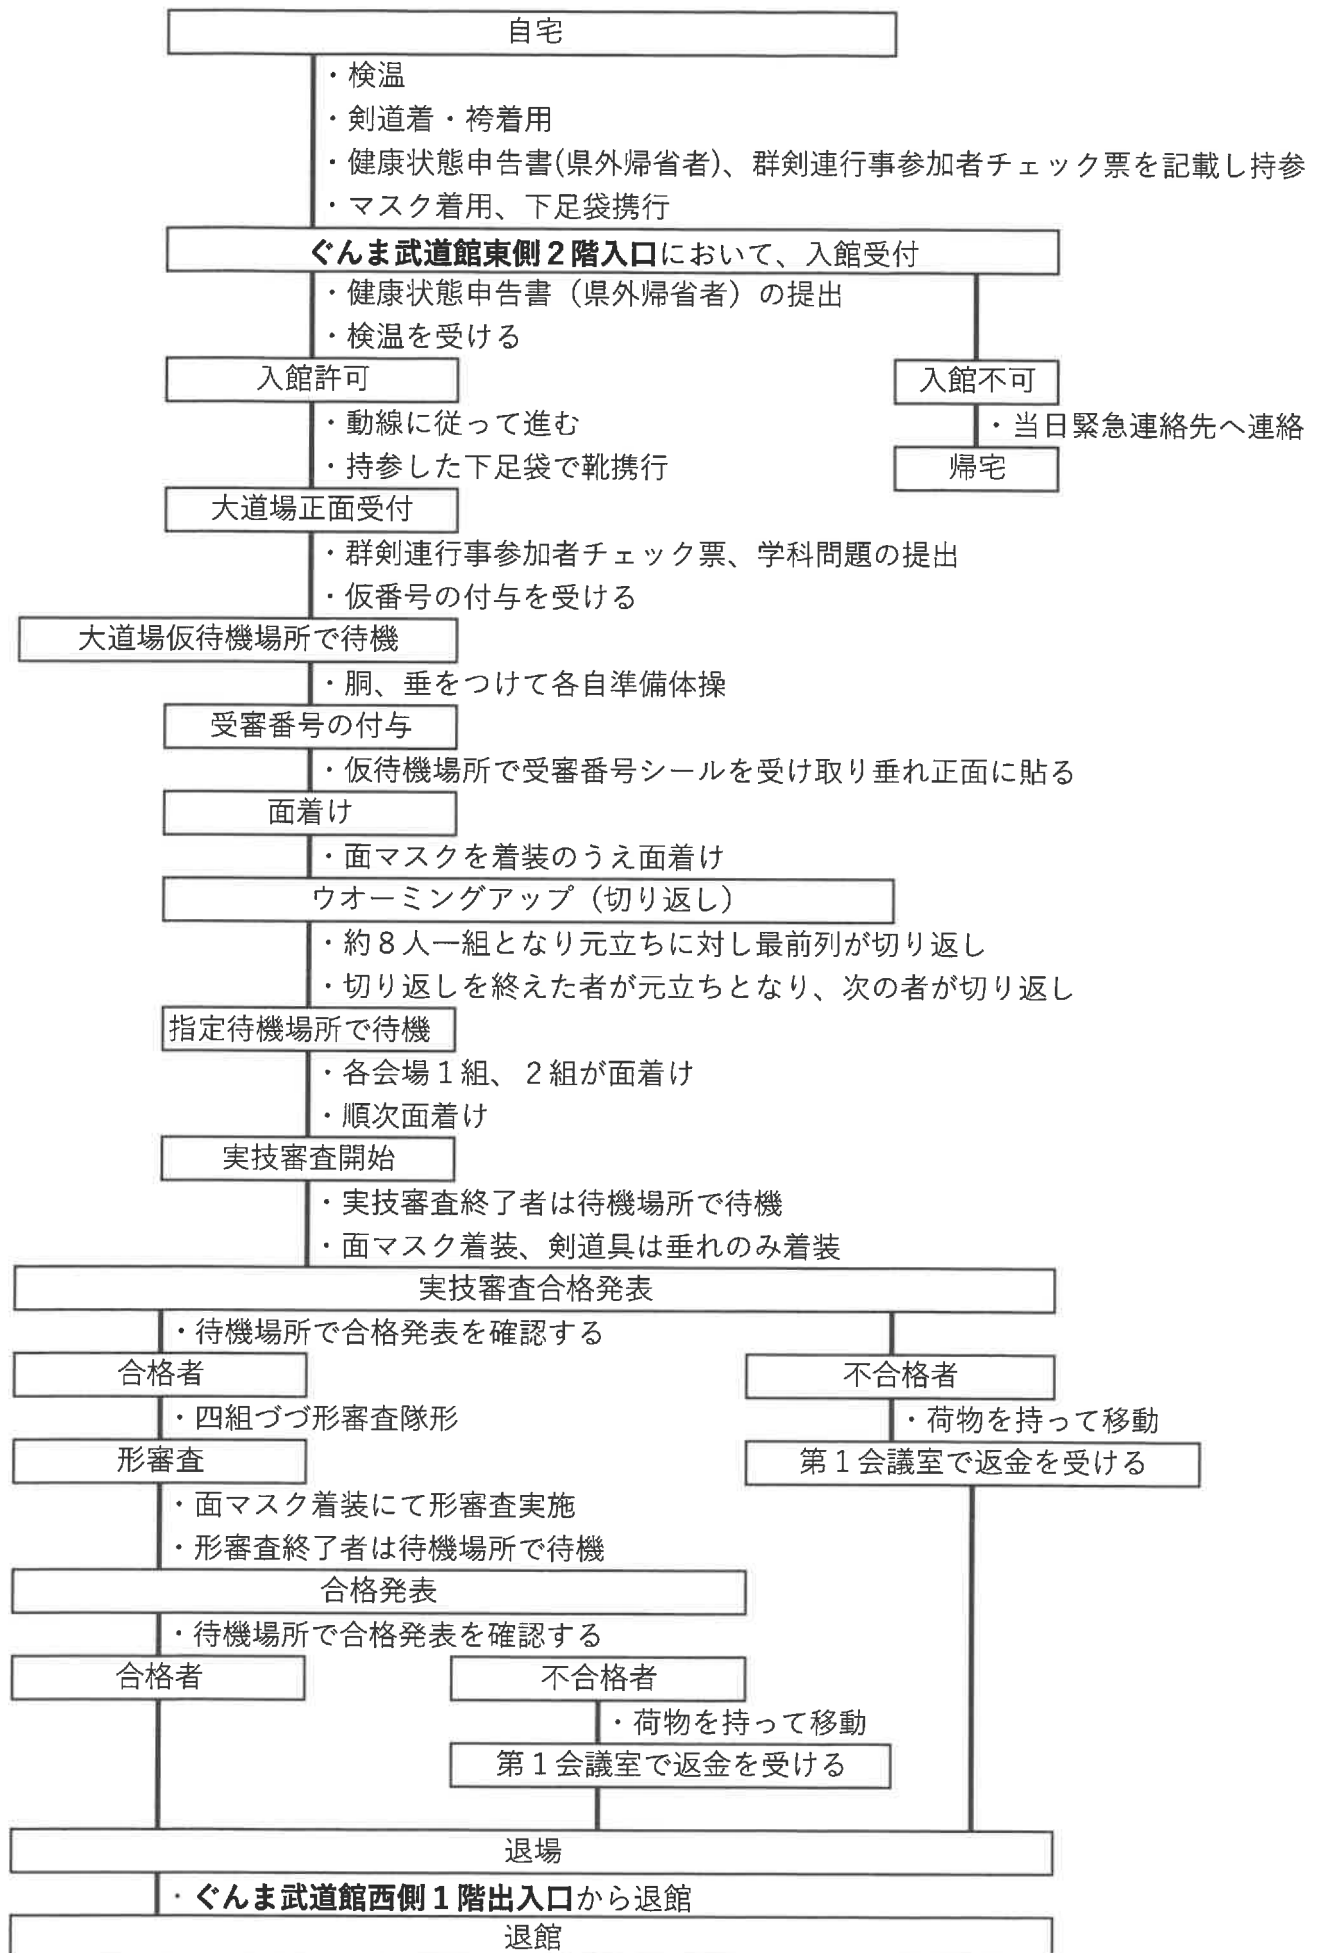 自宅
・検温
・剣道着・袴着用
・健康状態申告書(県外帰省者)、群剣連行事参加者チェック票を記載し持参
・マスク着用、下足袋携行
ぐんま武道館東側２階入口において、入館受付
・健康状態申告書（県外帰省者）の提出
・検温を受ける
入館許可
入館不可
・動線に従って進む
・当日緊急連絡先へ連絡
・持参した下足袋で靴携行
帰宅
大道場正面受付
・群剣連行事参加者チェック票、学科問題の提出
・仮番号の付与を受ける
大道場仮待機場所で待機
・胴、垂をつけて各自準備体操
受審番号の付与
・仮待機場所で受審番号シールを受け取り垂れ正面に貼る
面着け
・面マスクを着装のうえ面着け
ウオーミングアップ（切り返し）
・約８人一組となり元立ちに対し最前列が切り返し
・切り返しを終えた者が元立ちとなり、次の者が切り返し
指定待機場所で待機
・各会場１組、２組が面着け
・順次面着け
実技審査開始
・実技審査終了者は待機場所で待機
・面マスク着装、剣道具は垂れのみ着装
実技審査合格発表
・待機場所で合格発表を確認する
合格者
不合格者
・四組づづ形審査隊形
・荷物を持って移動
形審査
第１会議室で返金を受ける
・面マスク着装にて形審査実施
・形審査終了者は待機場所で待機
合格発表
・待機場所で合格発表を確認する
合格者
不合格者
・荷物を持って移動
第１会議室で返金を受ける
退場
・ぐんま武道館西側１階出入口から退館
退館